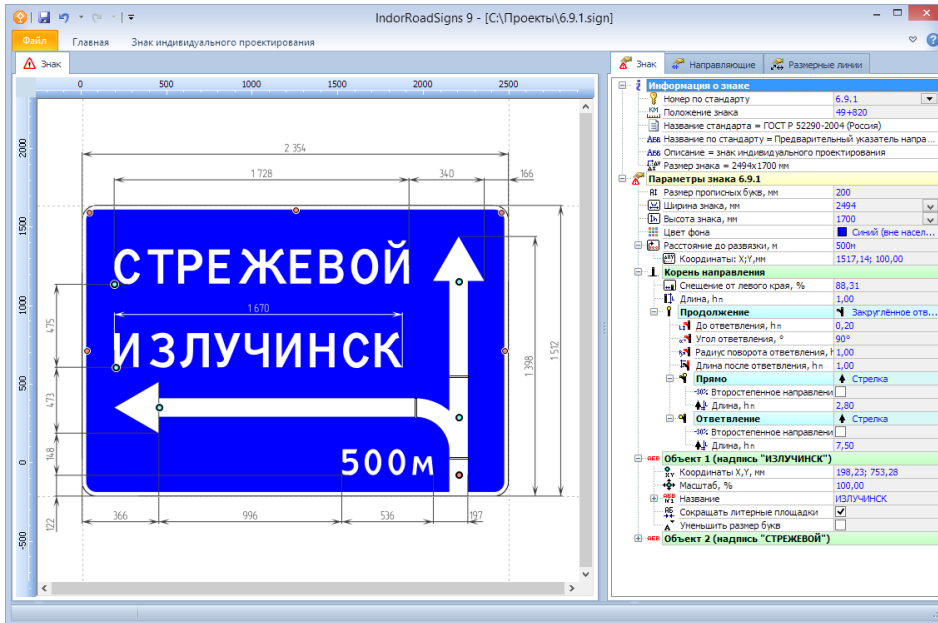 IndorRoadSigns 9 - [C:\Проекты\6.9.1.sign]
Файл Главная Знак индивидуального проектирования
Знак
Знак Направляющие Размерные линии
0 500 1000 1500 2000 2500
2000
1500
1000
500
0
-500
2 354
1 728 340 166
СТРЕЖЕВОЙ
1 670
ИЗЛУЧИНСК
500м
475
473
148
122
1 398
1 512
366 996 536 197
Информация о знаке
Номер по стандарту 6.9.1
Положение знака 49+820
Название стандарта = ГОСТ Р 52290-2004 (Россия)
Название по стандарту = Предварительный указатель напра...
Описание = знак индивидуального проектирования
Размер знака = 2494x1700 мм
Параметры знака 6.9.1
Размер прописных букв, мм 200
Ширина знака, мм 2494
Высота знака, мм 1700
Цвет фона Синий (вне насел...
Расстояние до развязки, м 500м
Координаты: X;Y,мм 1517,14; 100,00
Корень направления
Смещение от левого края, % 88,31
Длина, hп 1,00
Продолжение Закруглённое отв...
До ответвления, hп 0,20
Угол ответвления, ° 90°
Радиус поворота ответвления, 1,00
Длина после ответвления, hп 1,00
Прямо Стрелка
Второстепенное направлени
Длина, hп 2,80
Ответвление Стрелка
Второстепенное направлени
Длина, hп 7,50
Объект 1 (надпись "ИЗЛУЧИНСК")
Координаты X,Y, мм 198,23; 753,28
Масштаб, % 100,00
Название ИЗЛУЧИНСК
Сокращать литерные площадки
Уменьшить размер букв
Объект 2 (надпись "СТРЕЖЕВОЙ")